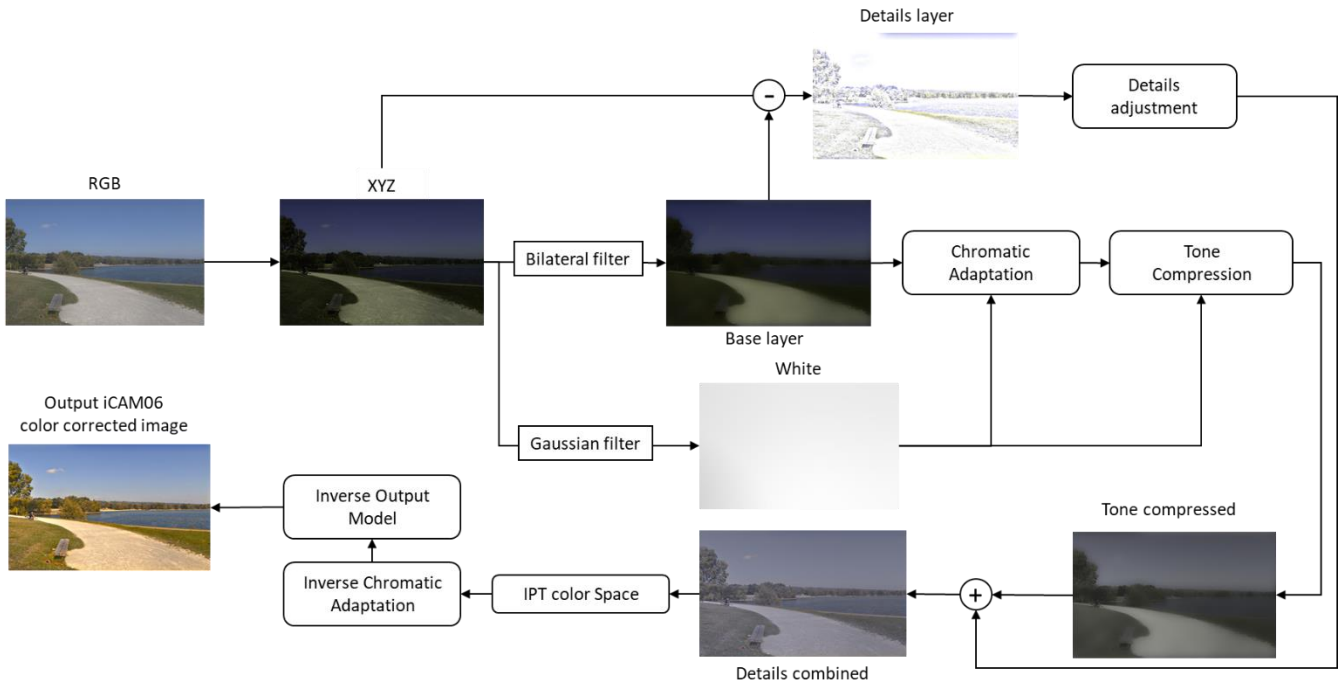 Details layer
-
Details
adjustment
RGB
XYZ
Bilateral filter
Chromatic
Adaptation
Tone
Compression
Base layer
White
Output iCAM06
color corrected image
Gaussian filter
Inverse Output
Model
Tone compressed
Inverse Chromatic
Adaptation
IPT color Space
+
Details combined